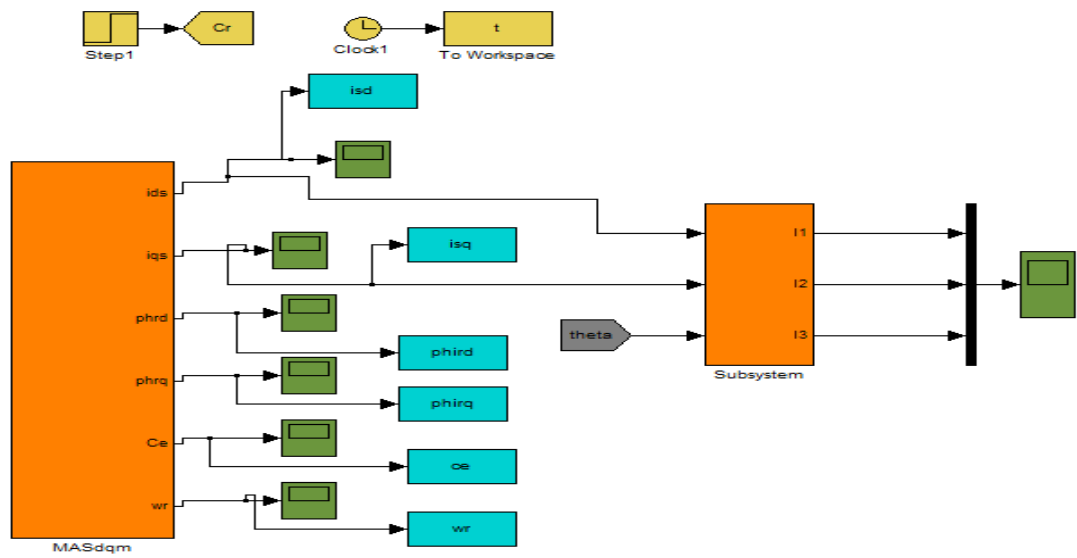 Cr
t
Step1
Clock1
To Workspace
isd
ids
isq
iqs
I1
I2
I3
theta
Subsystem
phrd
phird
phrq
phirq
Ce
ce
wr
wr
MASdqm